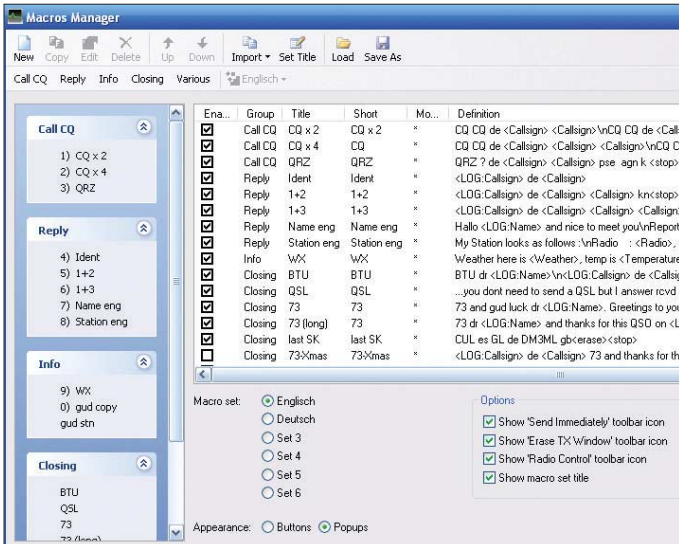 Macros Manager
New Copy Edit Delete Up Down Import Set Title Load Save As
Call CQ Reply Info Closing Various Englisch
Call CQ
1) CQ x 2
2) CQ x 4
3) QRZ
Reply
4) Ident
5) 1+2
6) 1+3
7) Name eng
8) Station eng
Info
9) WX
0) gud copy
gud stn
Closing
BTU
QSL
73
73 (long)
Ena... Group Title Short Mo... Definition
Call CQ CQ x 2 CQ x 2 * CQ CQ de <Callsign> <Callsign>\nCQ CQ de <Calls
Call CQ CQ x 4 CQ * CQ CQ de <Callsign> <Callsign> <Callsign>\nCQ C
Call CQ QRZ QRZ * QRZ ? de <Callsign> <Callsign> pse agn k <stop>
Reply Ident Ident * <LOG:Callsign> de <Callsign>
Reply 1+2 1+2 * <LOG:Callsign> de <Callsign> <Callsign> kn<stop>
Reply 1+3 1+3 * <LOG:Callsign> de <Callsign> <Callsign> <Callsign
Reply Name eng Name eng * Hallo <LOG:Name> and nice to meet you\nReport
Reply Station eng Station eng * My Station looks as follows :\nRadio : <Radio>,
Info WX WX * Weather here is <Weather>, temp is <Temperature
Closing BTU BTU * BTU dr <LOG:Name>\n<LOG:Callsign> de <Callsig
Closing QSL QSL * ...you dont need to send a QSL but I answer rcvd
Closing 73 73 * 73 and gud luck dr <LOG:Name>. Greetings to you
Closing 73 (long) 73 (long) * 73 dr <LOG:Name> and thanks for this QSO on <L
Closing last SK last SK * CUL es GL de DM3ML gb<erase><stop>
Closing 73-Xmas 73-Xmas * <LOG:Callsign> de <Callsign> 73 and thanks for th
Macro set:
Englisch
Deutsch
Set 3
Set 4
Set 5
Set 6
Options
Show 'Send Immediately' toolbar icon
Show 'Erase TX Window' toolbar icon
Show 'Radio Control' toolbar icon
Show macro set title
Appearance: Buttons Popups